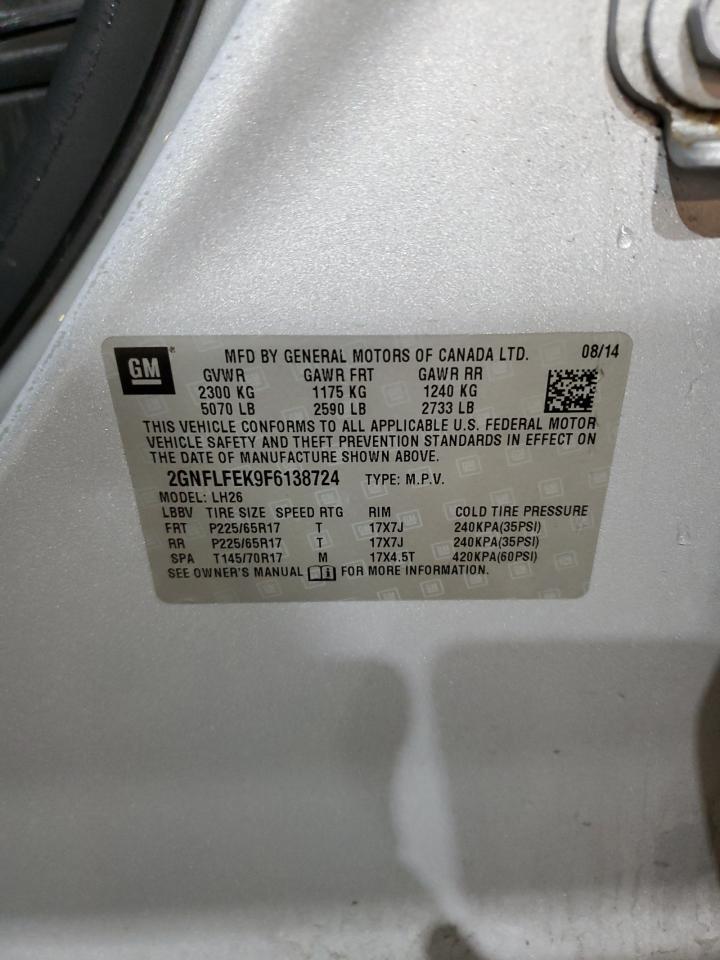 GM ® MFD BY GENERAL MOTORS OF CANADA LTD. 08/14
GVWR GAWR FRT GAWR RR
2300 KG 1175 KG 1240 KG
5070 LB 2590 LB 2733 LB
THIS VEHICLE CONFORMS TO ALL APPLICABLE U.S. FEDERAL MOTOR
VEHICLE SAFETY AND THEFT PREVENTION STANDARDS IN EFFECT ON
THE DATE OF MANUFACTURE SHOWN ABOVE.
2GNFLFEK9F6138724 TYPE: M.P.V.
MODEL: LH26
LBBV TIRE SIZE SPEED RTG RIM COLD TIRE PRESSURE
FRT P225/65R17 T 17X7J 240KPA(35PSI)
RR P225/65R17 T 17X7J 240KPA(35PSI)
SPA T145/70R17 M 17X4.5T 420KPA(60PSI)
SEE OWNER'S MANUAL FOR MORE INFORMATION.